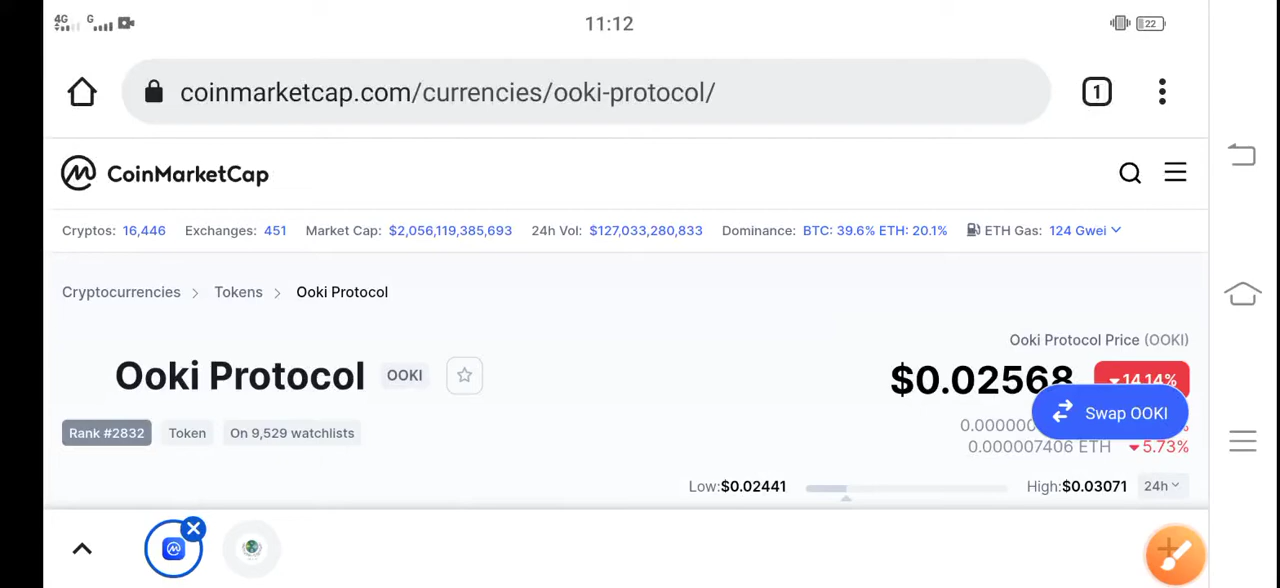 4G G 11:12 22
coinmarketcap.com/currencies/ooki-protocol/ 1
CoinMarketCap
Cryptos: 16,446 Exchanges: 451 Market Cap: $2,056,119,385,693 24h Vol: $127,033,280,833 Dominance: BTC: 39.6% ETH: 20.1% ETH Gas: 124 Gwei
Cryptocurrencies > Tokens > Ooki Protocol
Ooki Protocol Price (OOKI)
Ooki Protocol OOKI $0.02568 14.14%
Swap OOKI
Rank #2832 Token On 9,529 watchlists
0.000007406 ETH 5.73%
Low:$0.02441 High:$0.03071 24h